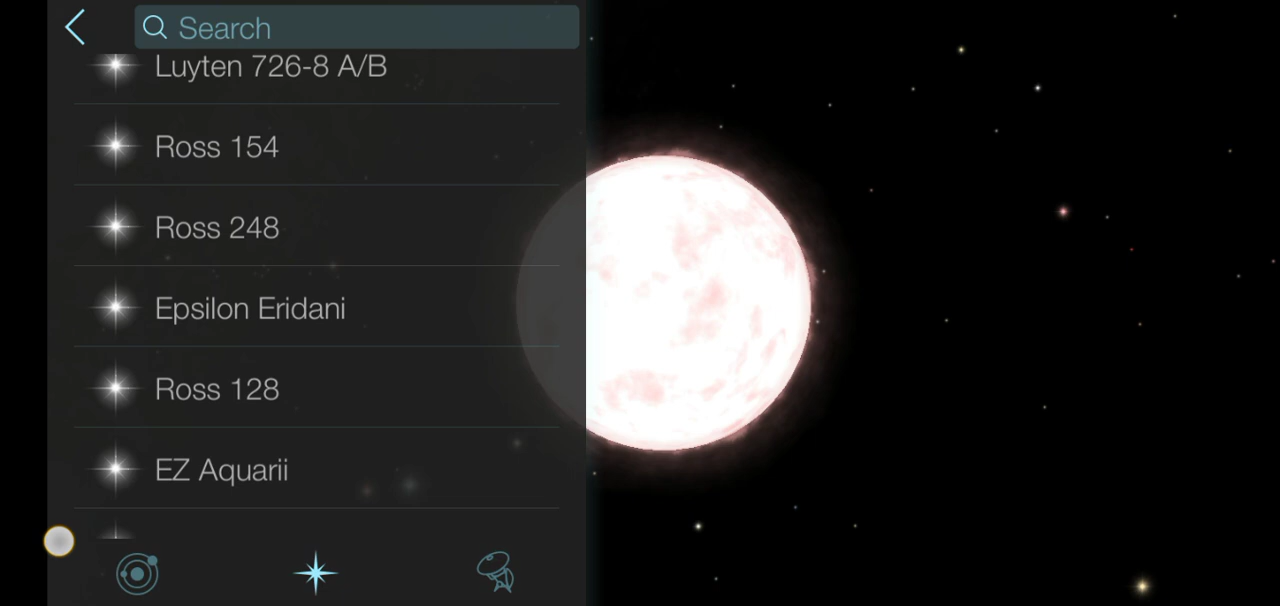 Search
Luyten 726-8 A/B
Ross 154
Ross 248
Epsilon Eridani
Ross 128
EZ Aquarii